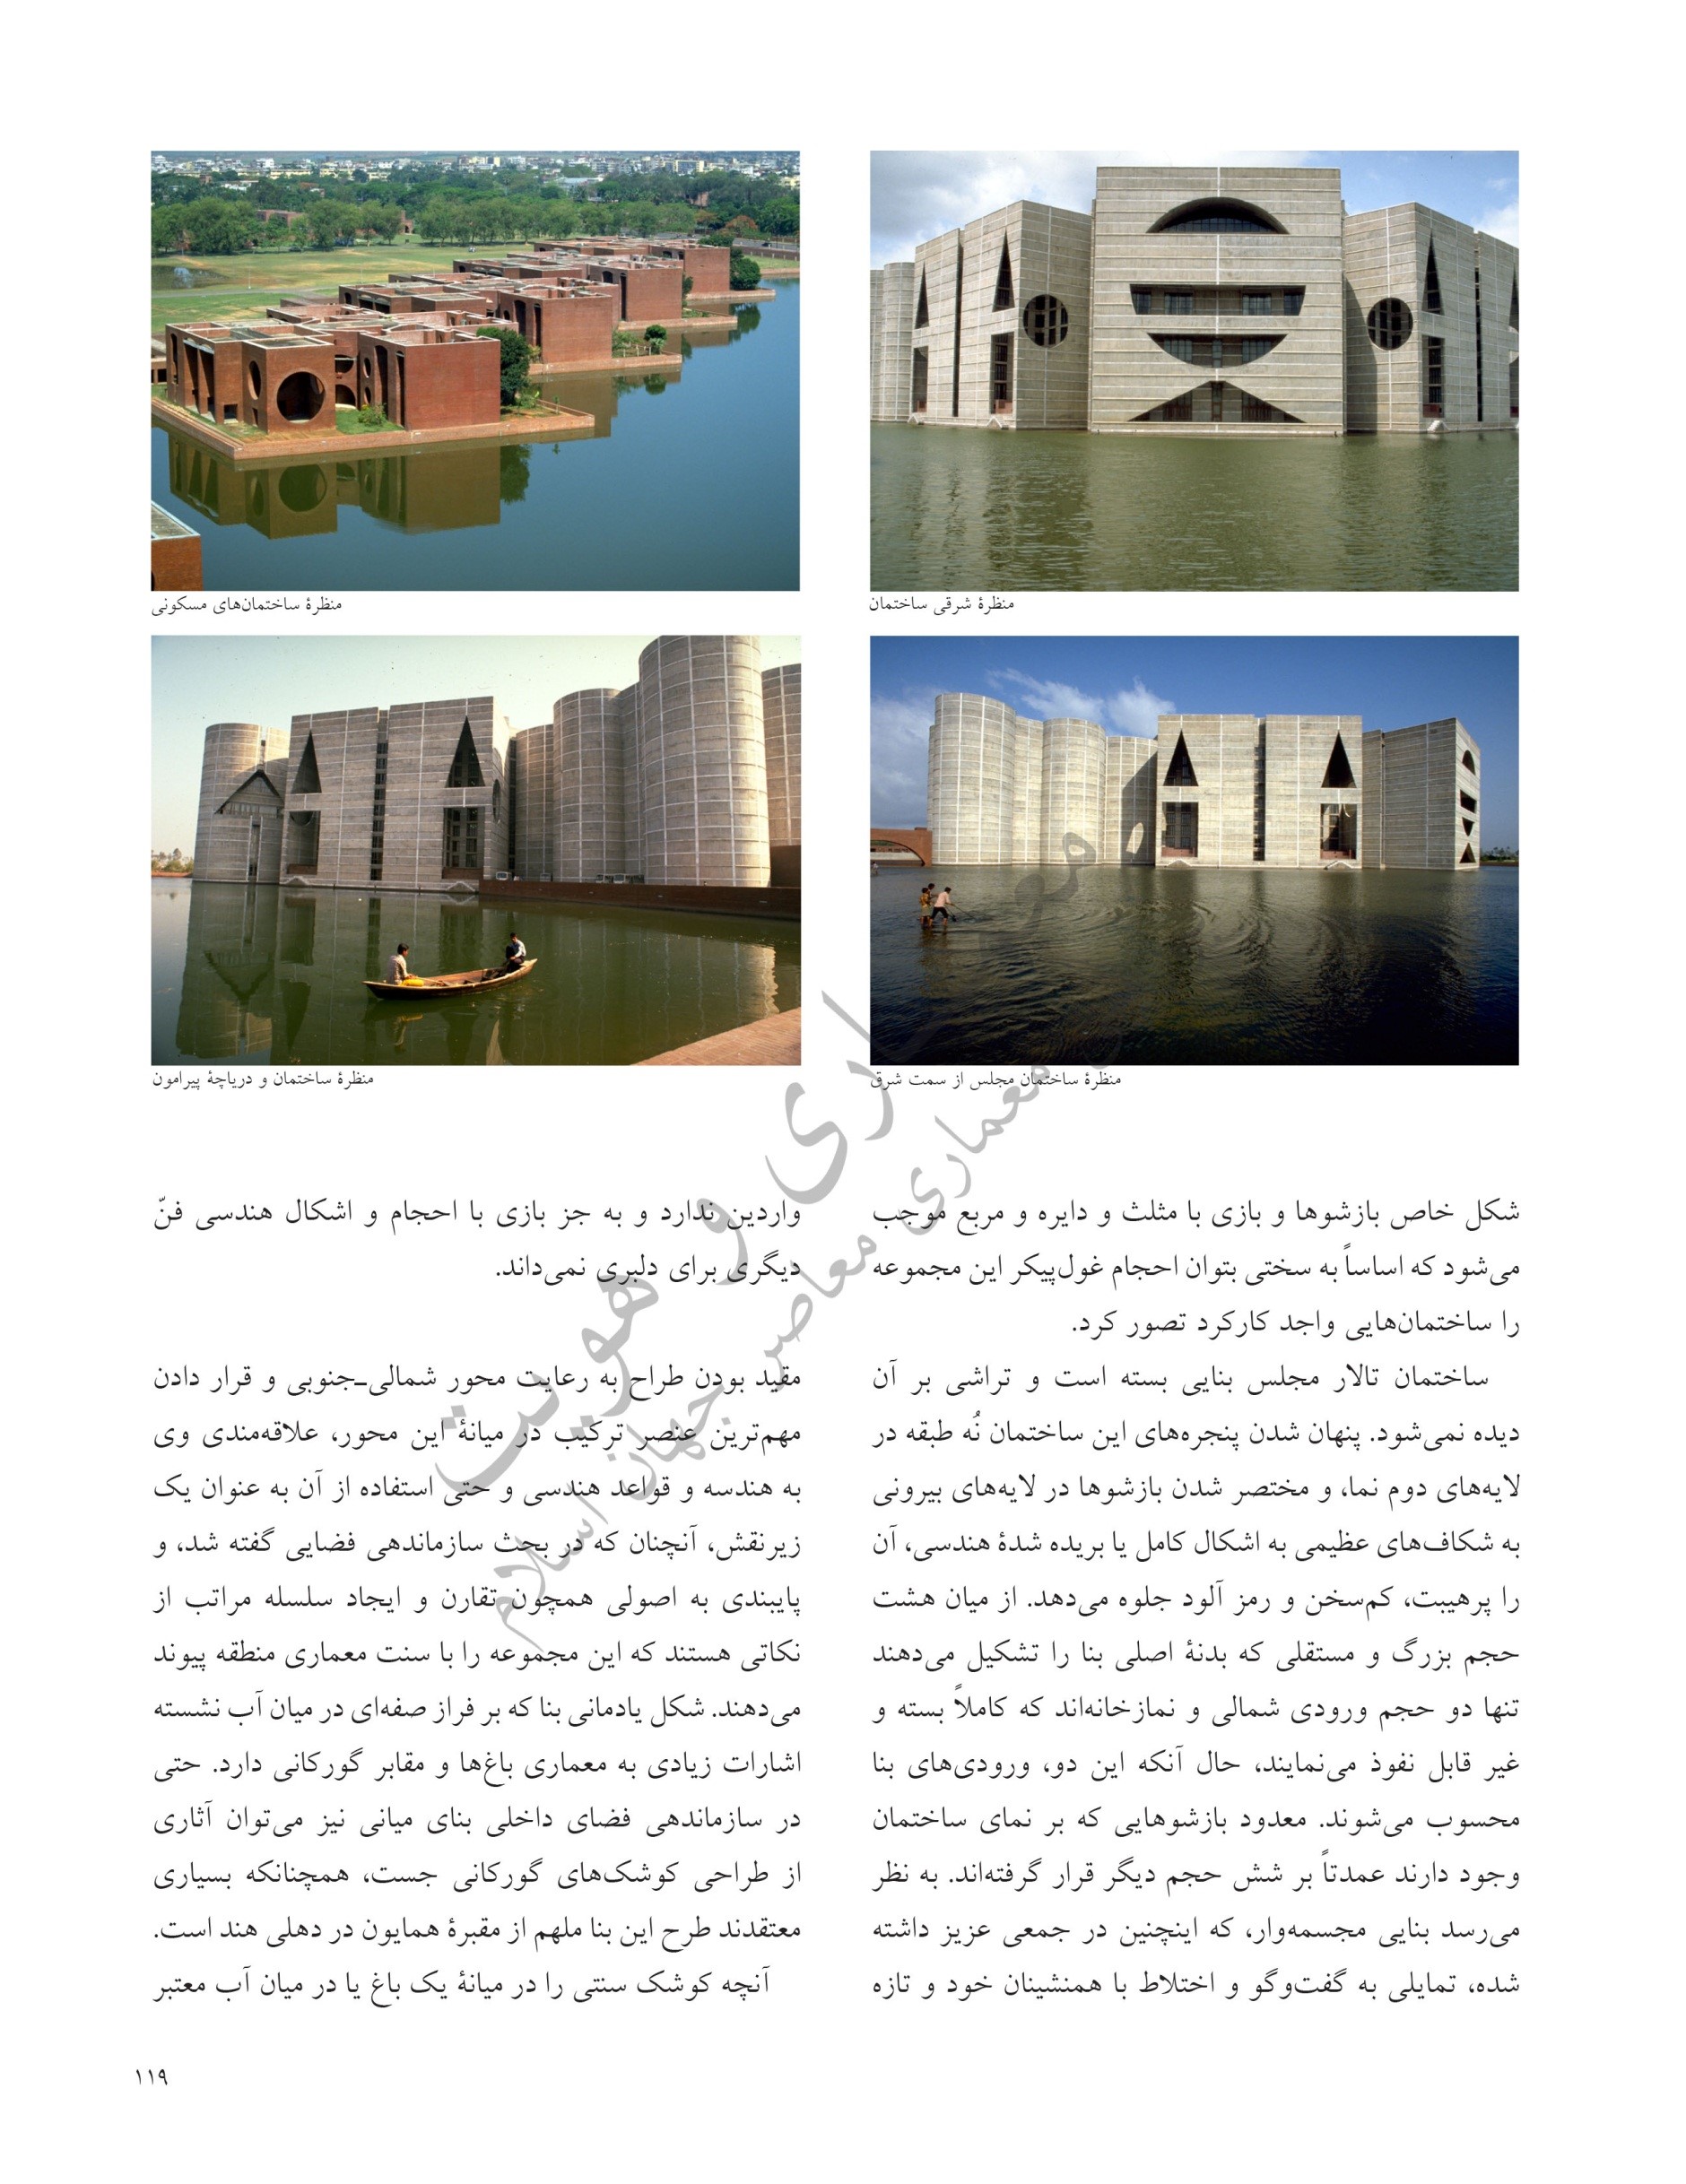 منظرهٔ شرقی ساختمان
منظرهٔ ساختمان‌های مسکونی
منظرهٔ ساختمان مجلس از سمت شرق
منظرهٔ ساختمان و دریاچهٔ پیرامون
شکل خاص بازشوها و بازی با مثلث و دایره و مربع موجب
می‌شود که اساساً به سختی بتوان احجام غول‌پیکر این مجموعه
را ساختمان‌هایی واجد کارکرد تصور کرد.
ساختمان تالار مجلس بنایی بسته است و تراشی بر آن
دیده نمی‌شود. پنهان شدن پنجره‌های این ساختمان نُه طبقه در
لایه‌های دوم نما، و مختصر شدن بازشوها در لایه‌های بیرونی
به شکاف‌های عظیمی به اشکال کامل یا بریده شدهٔ هندسی، آن
را پرهیبت، کم‌سخن و رمز آلود جلوه می‌دهد. از میان هشت
حجم بزرگ و مستقلی که بدنهٔ اصلی بنا را تشکیل می‌دهند
تنها دو حجم ورودی شمالی و نمازخانه‌اند که کاملاً بسته و
غیر قابل نفوذ می‌نمایند، حال آنکه این دو، ورودی‌های بنا
محسوب می‌شوند. معدود بازشوهایی که بر نمای ساختمان
وجود دارند عمدتاً بر شش حجم دیگر قرار گرفته‌اند. به نظر
می‌رسد بنایی مجسمه‌وار، که اینچنین در جمعی عزیز داشته
شده، تمایلی به گفت‌وگو و اختلاط با همنشینان خود و تازه
واردین ندارد و به جز بازی با احجام و اشکال هندسی فنّ
دیگری برای دلبری نمی‌داند.
مقید بودن طراح به رعایت محور شمالی‌ـ‌جنوبی و قرار دادن
مهم‌ترین عنصر ترکیب در میانهٔ این محور، علاقه‌مندی وی
به هندسه و قواعد هندسی و حتی استفاده از آن به عنوان یک
زیرنقش، آنچنان که در بحث سازماندهی فضایی گفته شد، و
پایبندی به اصولی همچون تقارن و ایجاد سلسله مراتب از
نکاتی هستند که این مجموعه را با سنت معماری منطقه پیوند
می‌دهند. شکل یادمانی بنا که بر فراز صفه‌ای در میان آب نشسته
اشارات زیادی به معماری باغ‌ها و مقابر گورکانی دارد. حتی
در سازماندهی فضای داخلی بنای میانی نیز می‌توان آثاری
از طراحی کوشک‌های گورکانی جست، همچنانکه بسیاری
معتقدند طرح این بنا ملهم از مقبرهٔ همایون در دهلی هند است.
آنچه کوشک سنتی را در میانهٔ یک باغ یا در میان آب معتبر
۱۱۹
معماری و هویت
معماری معاصر جهان اسلام